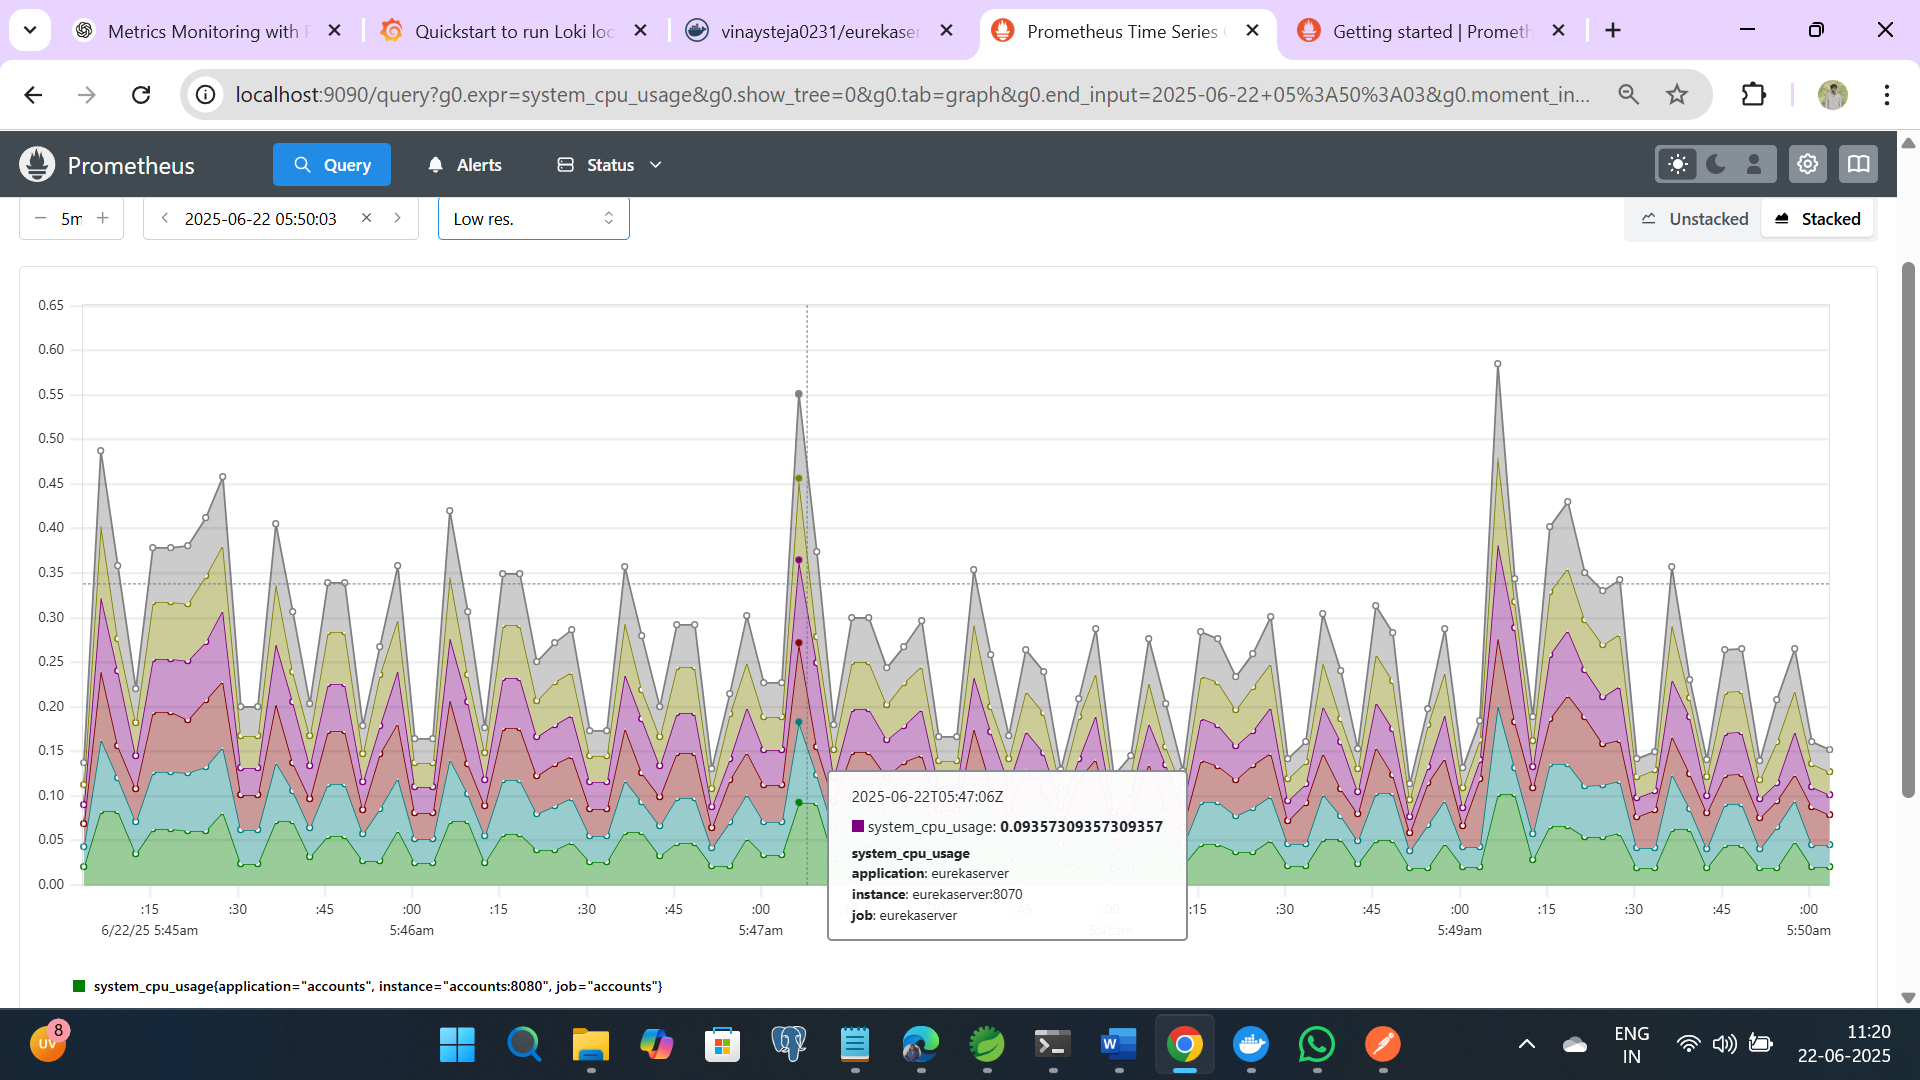 Metrics Monitoring with
Quickstart to run Loki loc
vinaysteja0231/eurekaser
Prometheus Time Series
Getting started | Prometh
localhost:9090/query?g0.expr=system_cpu_usage&g0.show_tree=0&g0.tab=graph&g0.end_input=2025-06-22+05%3A50%3A03&g0.moment_in...
Prometheus
Query
Alerts
Status
5m
2025-06-22 05:50:03
Low res.
Unstacked
Stacked
0.65
0.60
0.55
0.50
0.45
0.40
0.35
0.30
0.25
0.20
0.15
0.10
0.05
0.00
:15 :30 :45 :00 :15 :30 :45 :00 :45 :00 :15 :30 :45 :00 :15 :30 :45 :00
6/22/25 5:45am 5:46am 5:47am 5:48am 5:49am 5:50am
2025-06-22T05:47:06Z
system_cpu_usage: 0.09357309357309357
system_cpu_usage
application: eurekaserver
instance: eurekaserver:8070
job: eurekaserver
system_cpu_usage{application="accounts", instance="accounts:8080", job="accounts"}
UV
8
W
ENG
IN
11:20
22-06-2025